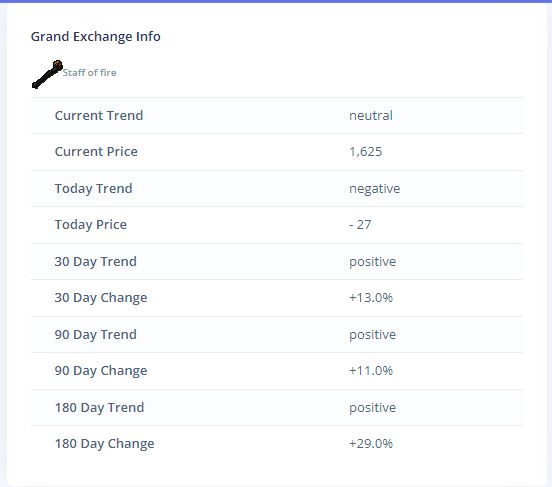 Grand Exchange Info
Staff of fire
Current Trend neutral
Current Price 1,625
Today Trend negative
Today Price - 27
30 Day Trend positive
30 Day Change +13.0%
90 Day Trend positive
90 Day Change +11.0%
180 Day Trend positive
180 Day Change +29.0%